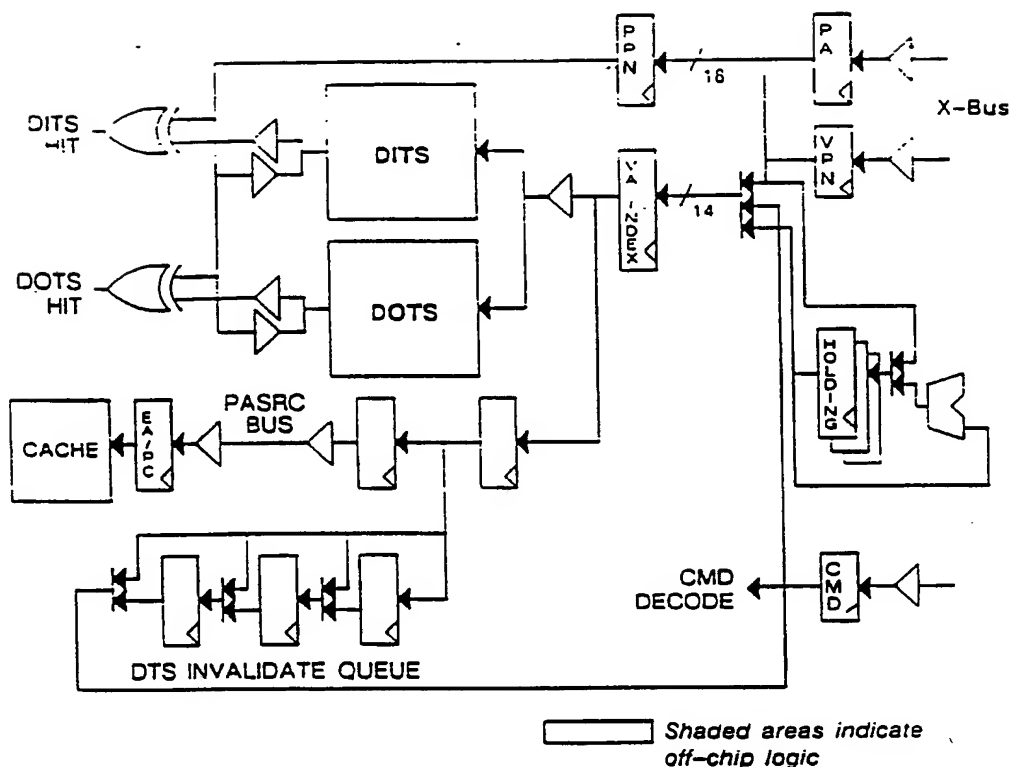 PPN
PA
16
X-Bus
DITS
HIT
DITS
VPN
VA INDEX
14
DOTS
HIT
DOTS
HOLDING
PASRC
BUS
CACHE
EA/PC
CMD
DECODE
CMD
DTS INVALIDATE QUEUE
Shaded areas indicate
off-chip logic